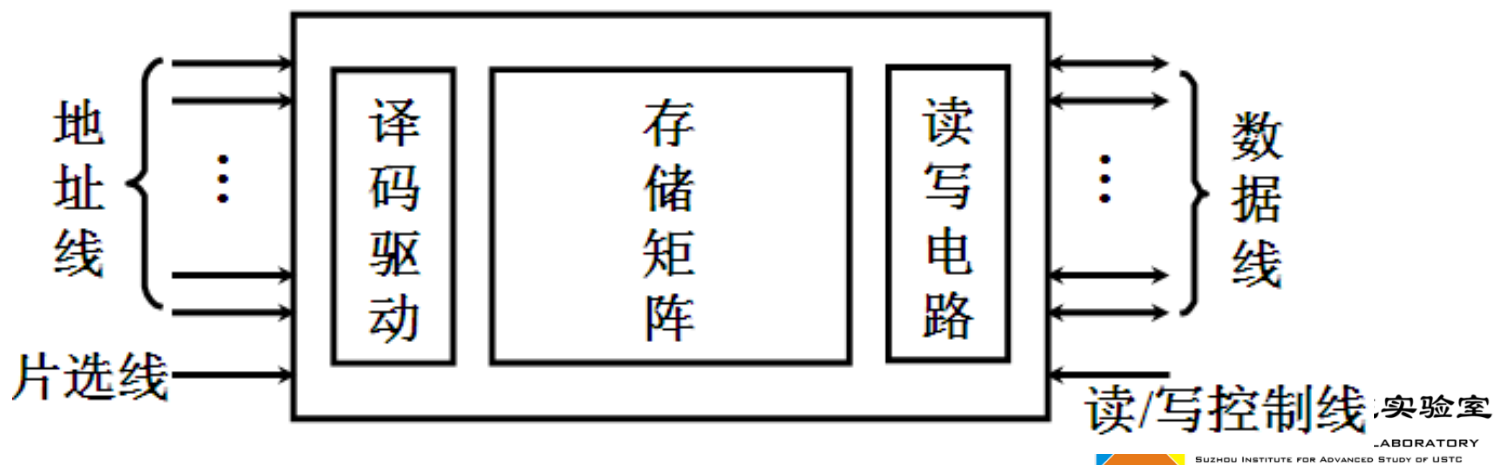 地址线
译码驱动
存储矩阵
读写电路
数据线
片选线
读/写控制线
实验室
ABORATORY
SUZHOU INSTITUTE FOR ADVANCED STUDY OF USTC